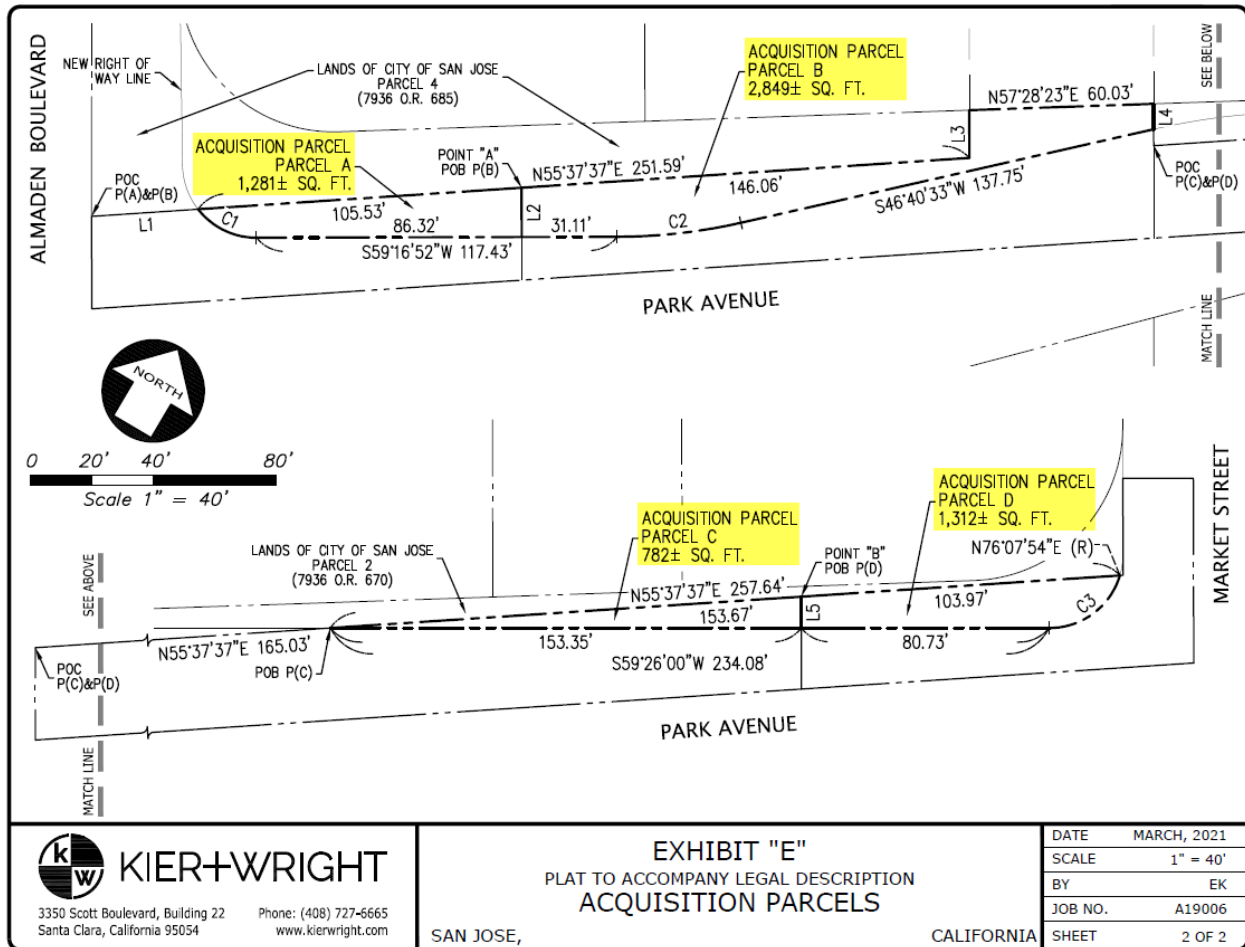 ALMADEN BOULEVARD
NEW RIGHT OF
WAY LINE
LANDS OF CITY OF SAN JOSE
PARCEL 4
(7936 O.R. 685)
ACQUISITION PARCEL
PARCEL B
2,849± SQ. FT.
N57°28'23"E 60.03'
SEE BELOW
ACQUISITION PARCEL
PARCEL A
1,281± SQ. FT.
POINT "A"
POB P(B)
N55°37'37"E 251.59'
L3
L4
POC
P(A)&P(B)
L1
C1
105.53'
86.32'
L2
31.11'
146.06'
C2
S46°40'33"W 137.75'
POC
P(C)&P(D)
S59°16'52"W 117.43'
PARK AVENUE
MATCH LINE
NORTH
0 20' 40' 80'
Scale 1" = 40'
MARKET STREET
ACQUISITION PARCEL
PARCEL D
1,312± SQ. FT.
ACQUISITION PARCEL
PARCEL C
782± SQ. FT.
LANDS OF CITY OF SAN JOSE
PARCEL 2
(7936 O.R. 670)
POINT "B"
POB P(D)
N76°07'54"E (R)
SEE ABOVE
N55°37'37"E 257.64'
153.67'
L5
103.97'
C3
N55°37'37"E 165.03'
POB P(C)
153.35'
80.73'
S59°26'00"W 234.08'
POC
P(C)&P(D)
PARK AVENUE
MATCH LINE
k
w
KIER+WRIGHT
3350 Scott Boulevard, Building 22 Phone: (408) 727-6665
Santa Clara, California 95054 www.kierwright.com
EXHIBIT "E"
PLAT TO ACCOMPANY LEGAL DESCRIPTION
ACQUISITION PARCELS
SAN JOSE, CALIFORNIA
DATE MARCH, 2021
SCALE 1" = 40'
BY EK
JOB NO. A19006
SHEET 2 OF 2